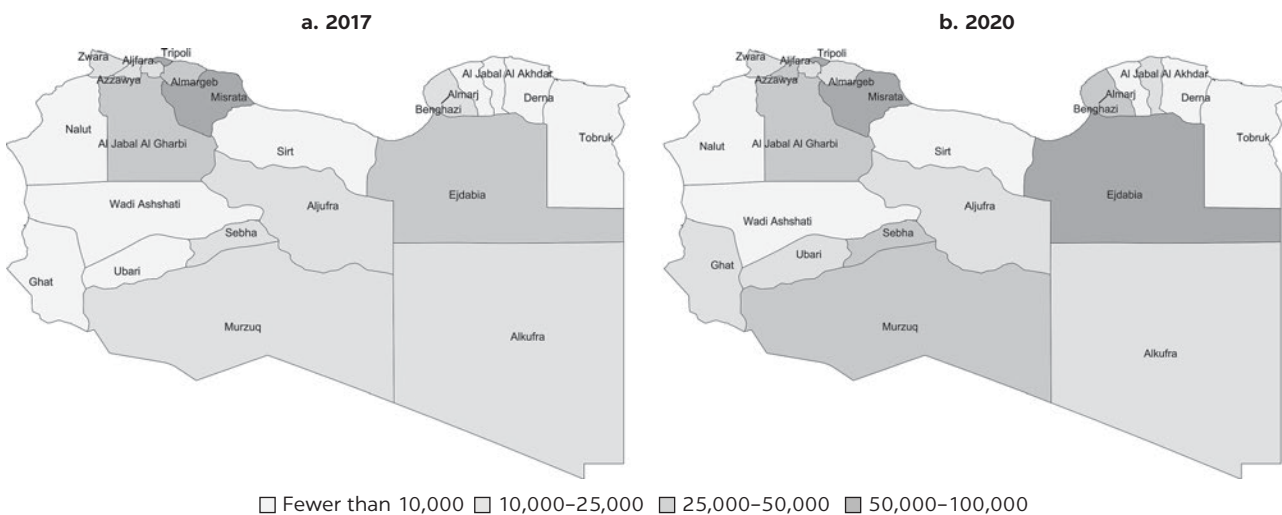 a. 2017
Zwara
Aljfara
Tripoli
Azzawya
Almargeb
Misrata
Nalut
Al Jabal Al Gharbi
Sirt
Wadi Ashshati
Aljufra
Sebha
Ubari
Ghat
Murzuq
Al Jabal Al Akhdar
Almarj
Benghazi
Derna
Tobruk
Ejdabia
Alkufra
b. 2020
Zwara
Aljfara
Tripoli
Azzawya
Almargeb
Misrata
Nalut
Al Jabal Al Gharbi
Sirt
Wadi Ashshati
Aljufra
Sebha
Ubari
Ghat
Murzuq
Al Jabal Al Akhdar
Almarj
Benghazi
Derna
Tobruk
Ejdabia
Alkufra
Fewer than 10,000 10,000–25,000 25,000–50,000 50,000–100,000